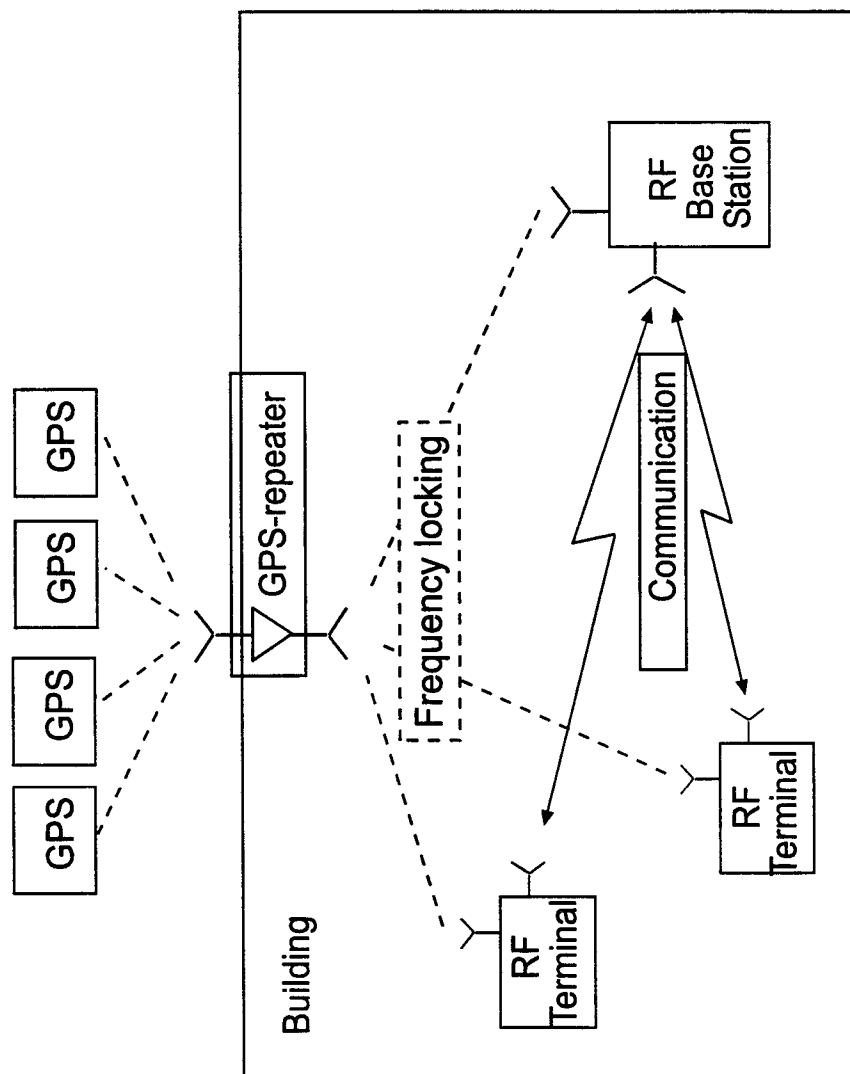 GPS
GPS
GPS
GPS
GPS-repeater
Building
Frequency locking
RF
Terminal
RF
Base
Station
Communication
RF
Terminal